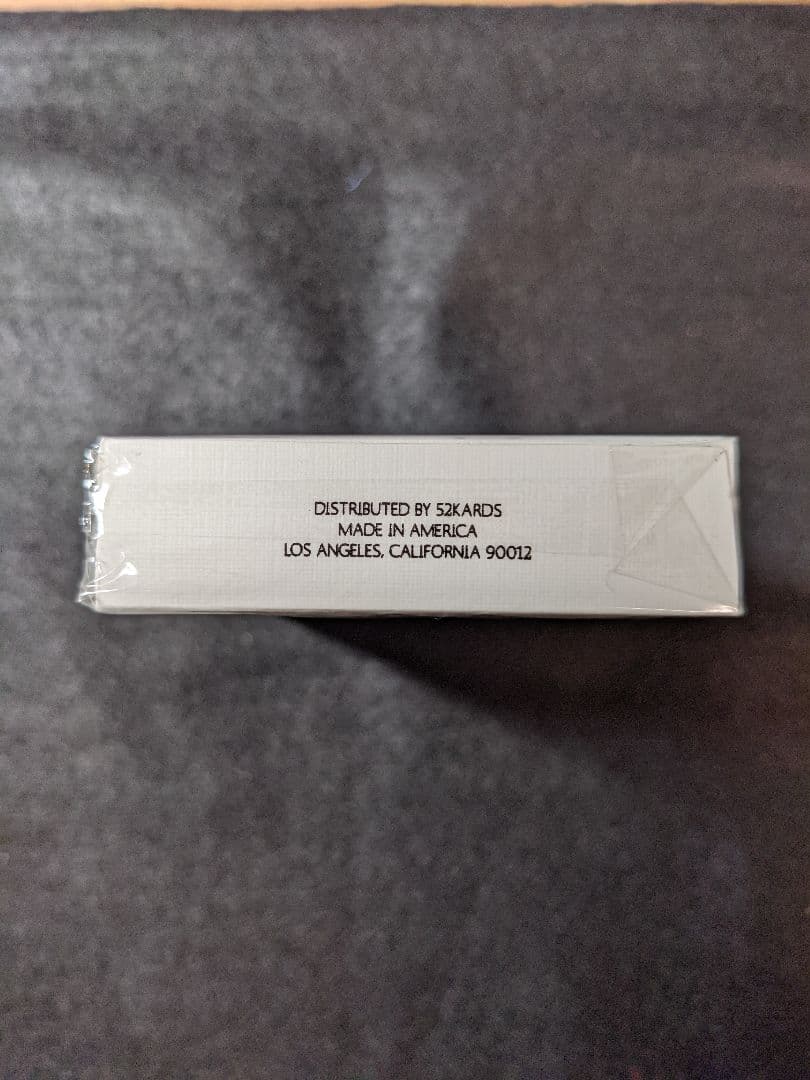 DISTRIBUTED BY 52KARDS
MADE IN AMERICA
LOS ANGELES, CALIFORNIA 90012